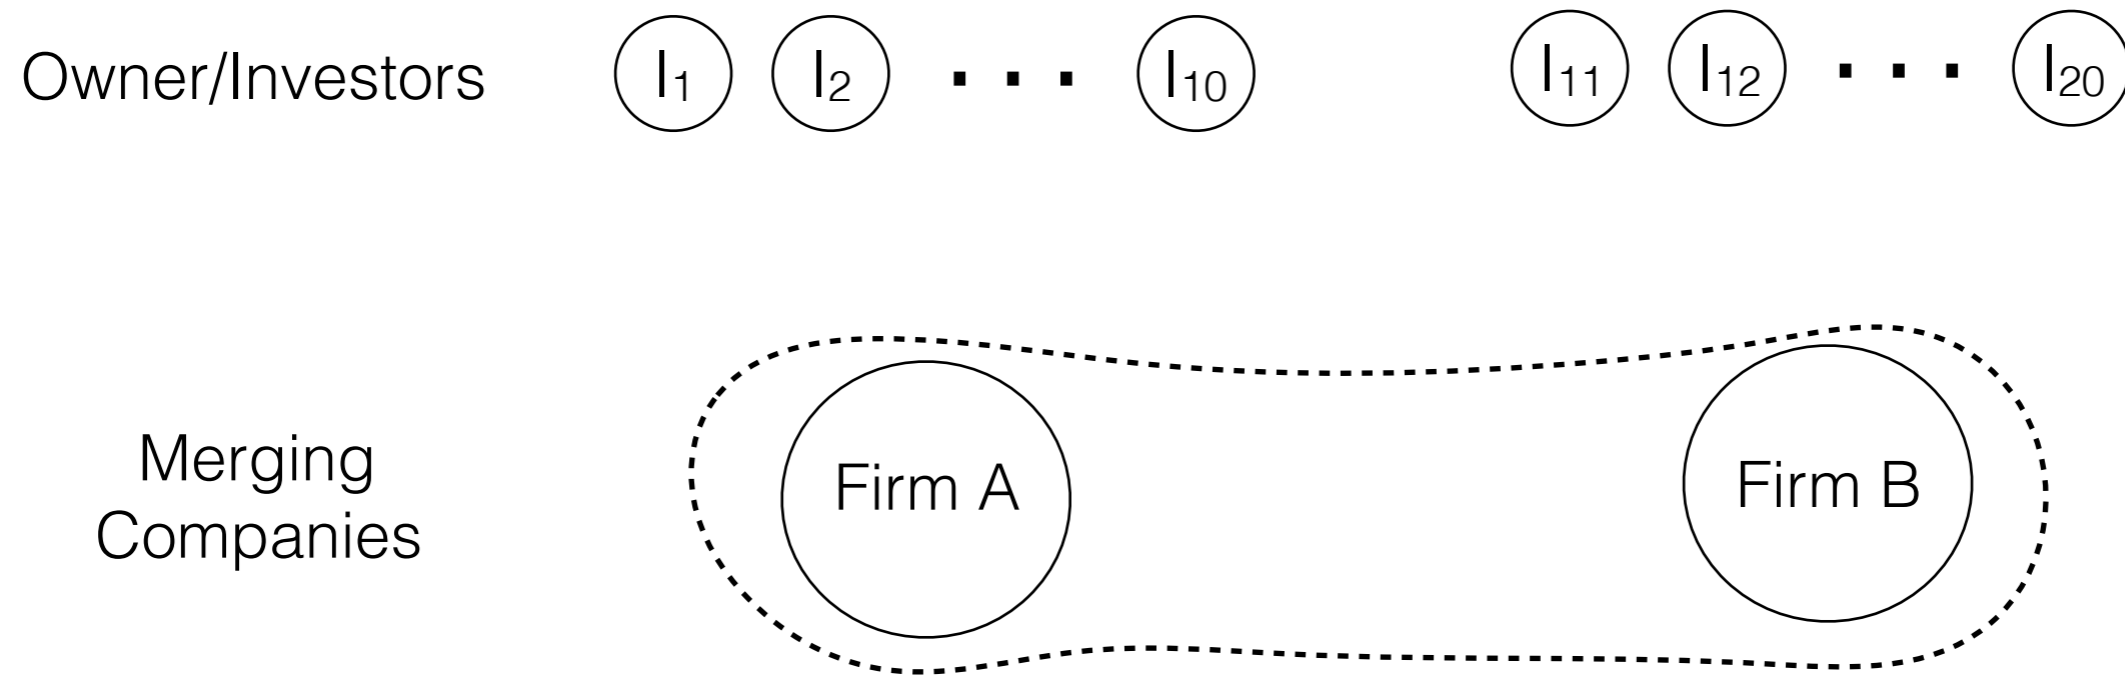 Owner/Investors I₁ I₂ ... I₁₀ I₁₁ I₁₂ ... I₂₀
Merging
Companies
Firm A Firm B